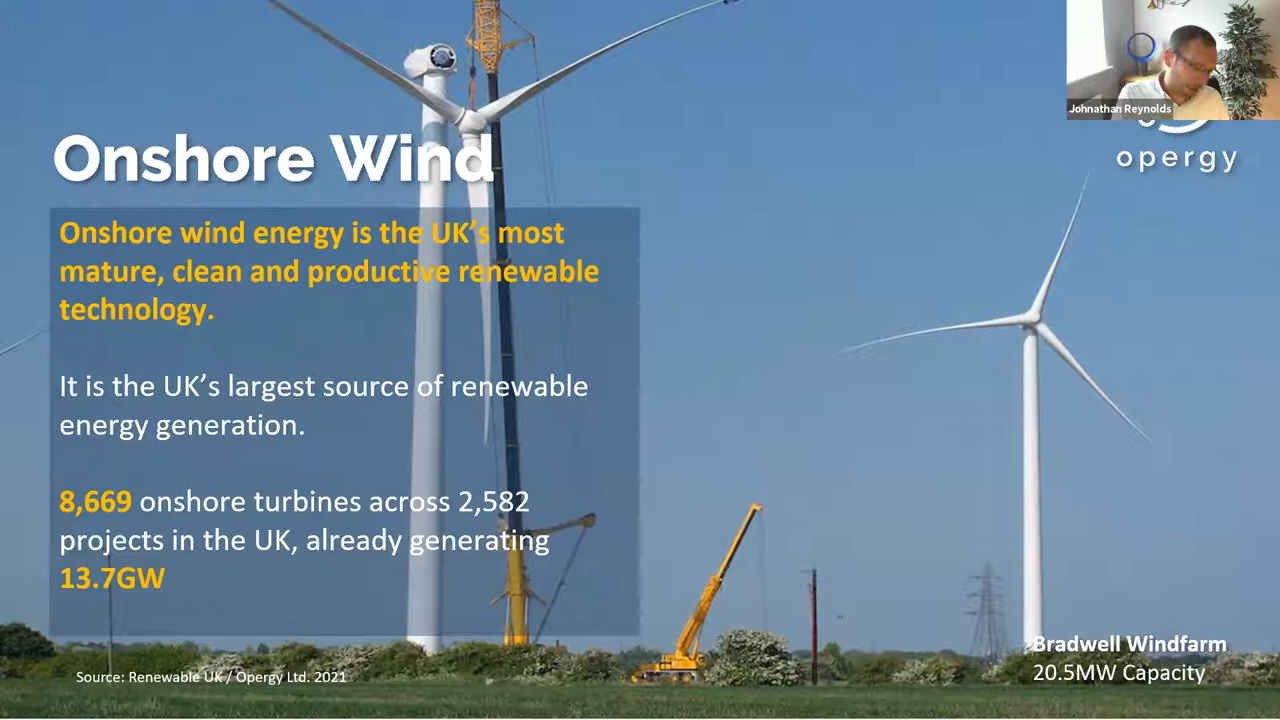 Johnathan Reynolds
opergy
Onshore Wind
Onshore wind energy is the UK's most
mature, clean and productive renewable
technology.
It is the UK's largest source of renewable
energy generation.
8,669 onshore turbines across 2,582
projects in the UK, already generating
13.7GW
Bradwell Windfarm
20.5MW Capacity
Source: Renewable UK / Opergy Ltd. 2021